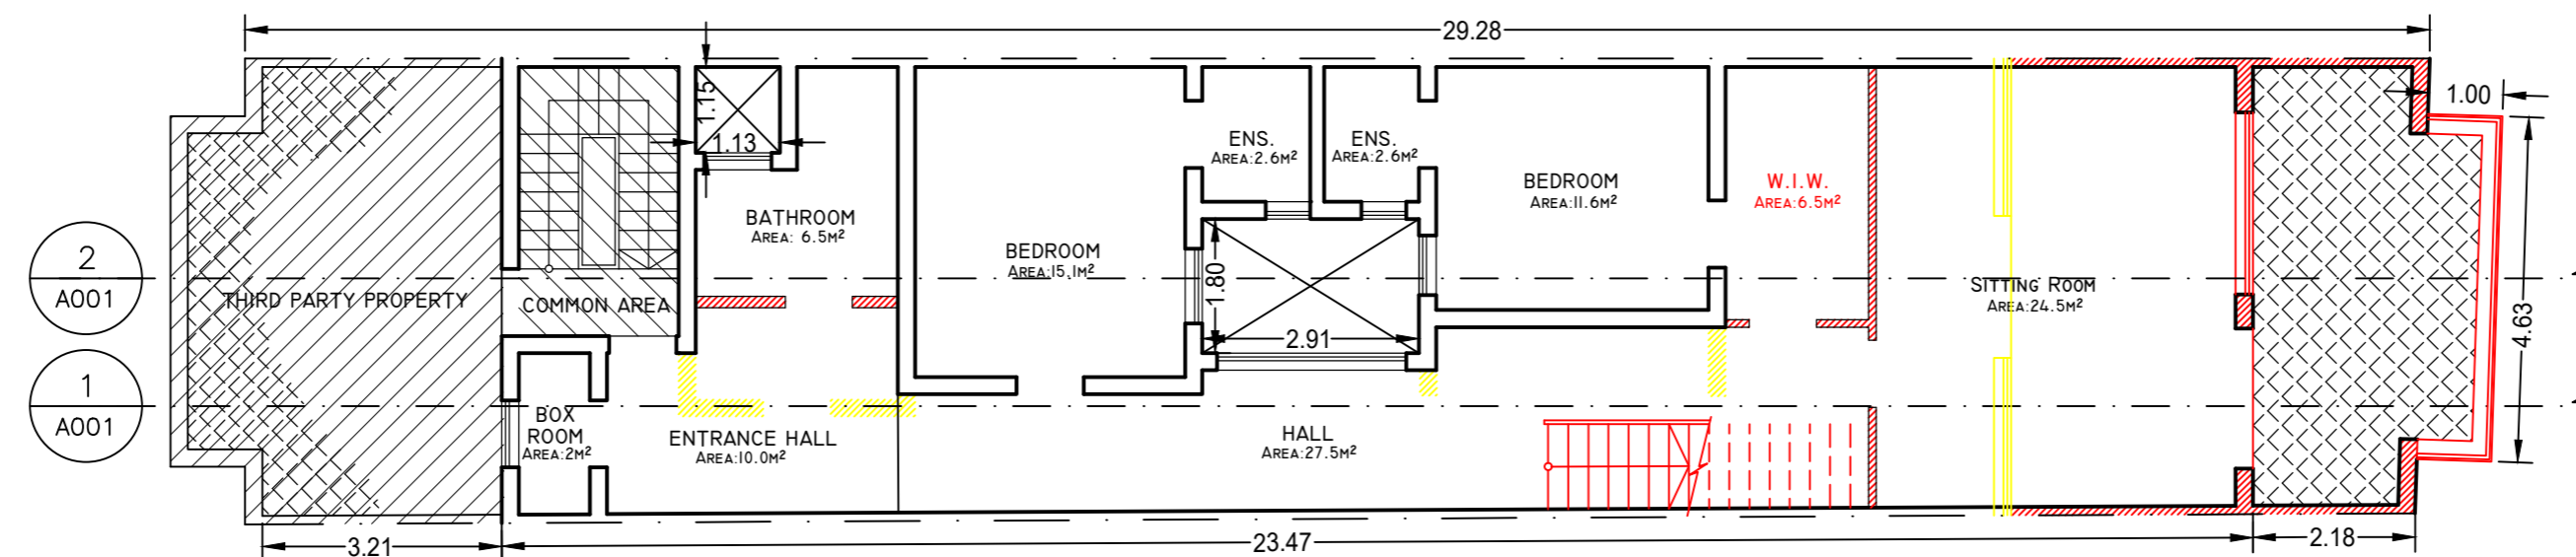 29.28
1.00
1.15
1.13
ENS.
AREA:2.6M²
ENS.
AREA:2.6M²
BEDROOM
AREA:11.6M²
W.I.W.
AREA:6.5M²
BATHROOM
AREA: 6.5M²
BEDROOM
AREA:15.1M²
2
A001
THIRD PARTY PROPERTY
COMMON AREA
1.80
2.91
SITTING ROOM
AREA:24.5M²
4.63
1
A001
BOX
ROOM
AREA:2M²
ENTRANCE HALL
AREA:10.0M²
HALL
AREA:27.5M²
3.21
23.47
2.18